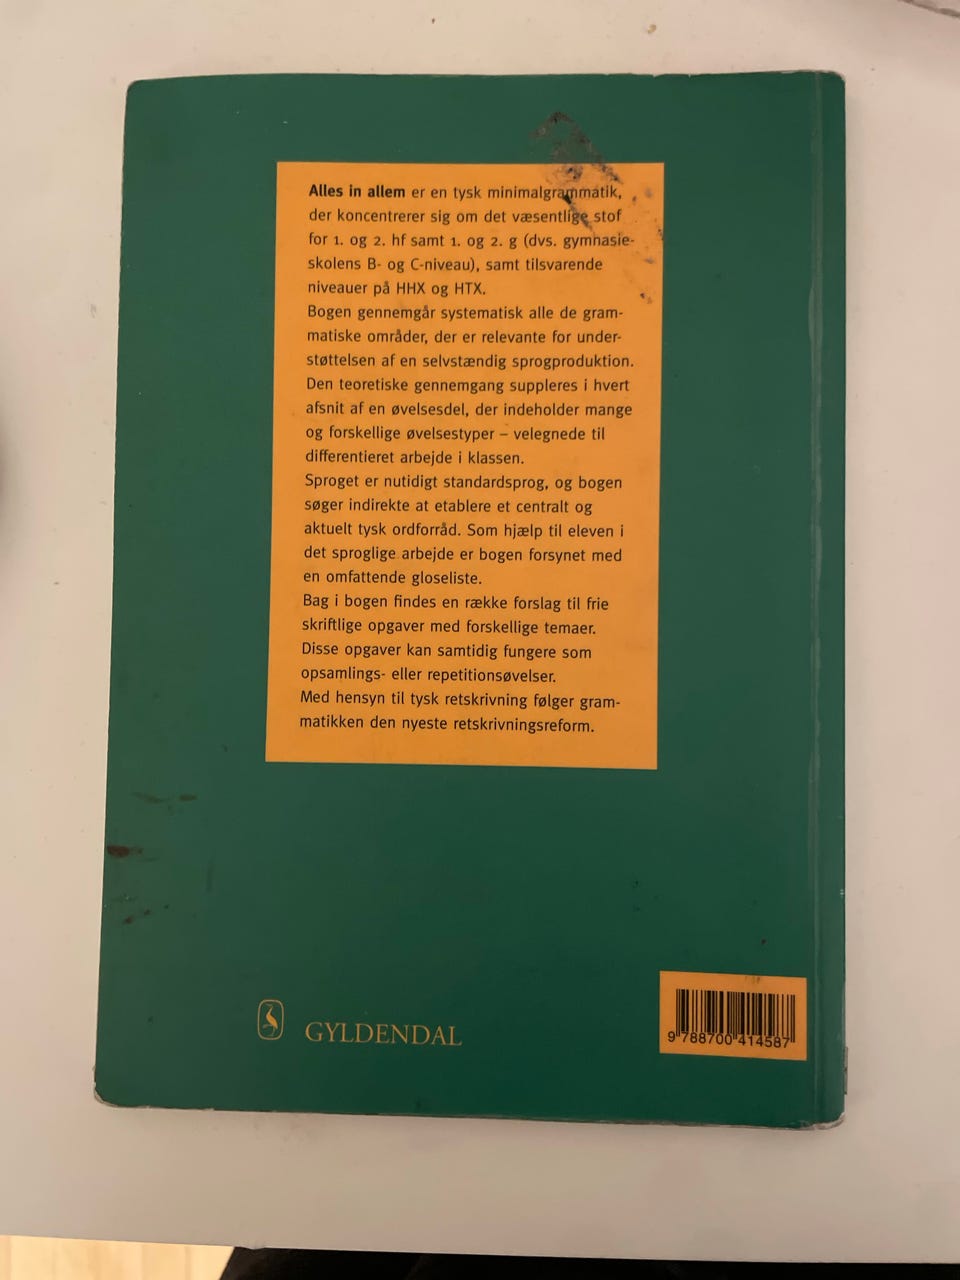 Alles in allem er en tysk minimalgrammatik,
der koncentrerer sig om det væsentlige stof
for 1. og 2. hf samt 1. og 2. g (dvs. gymnasie-
skolens B- og C-niveau), samt tilsvarende
niveauer på HHX og HTX.
Bogen gennemgår systematisk alle de gram-
matiske områder, der er relevante for under-
støttelsen af en selvstændig sprogproduktion.
Den teoretiske gennemgang suppleres i hvert
afsnit af en øvelsesdel, der indeholder mange
og forskellige øvelsestyper – velegnede til
differentieret arbejde i klassen.
Sproget er nutidigt standardsprog, og bogen
søger indirekte at etablere et centralt og
aktuelt tysk ordforråd. Som hjælp til eleven i
det sproglige arbejde er bogen forsynet med
en omfattende gloseliste.
Bag i bogen findes en række forslag til frie
skriftlige opgaver med forskellige temaer.
Disse opgaver kan samtidig fungere som
opsamlings- eller repetitionsøvelser.
Med hensyn til tysk retskrivning følger gram-
matikken den nyeste retskrivningsreform.
GYLDENDAL
9 788700 414587